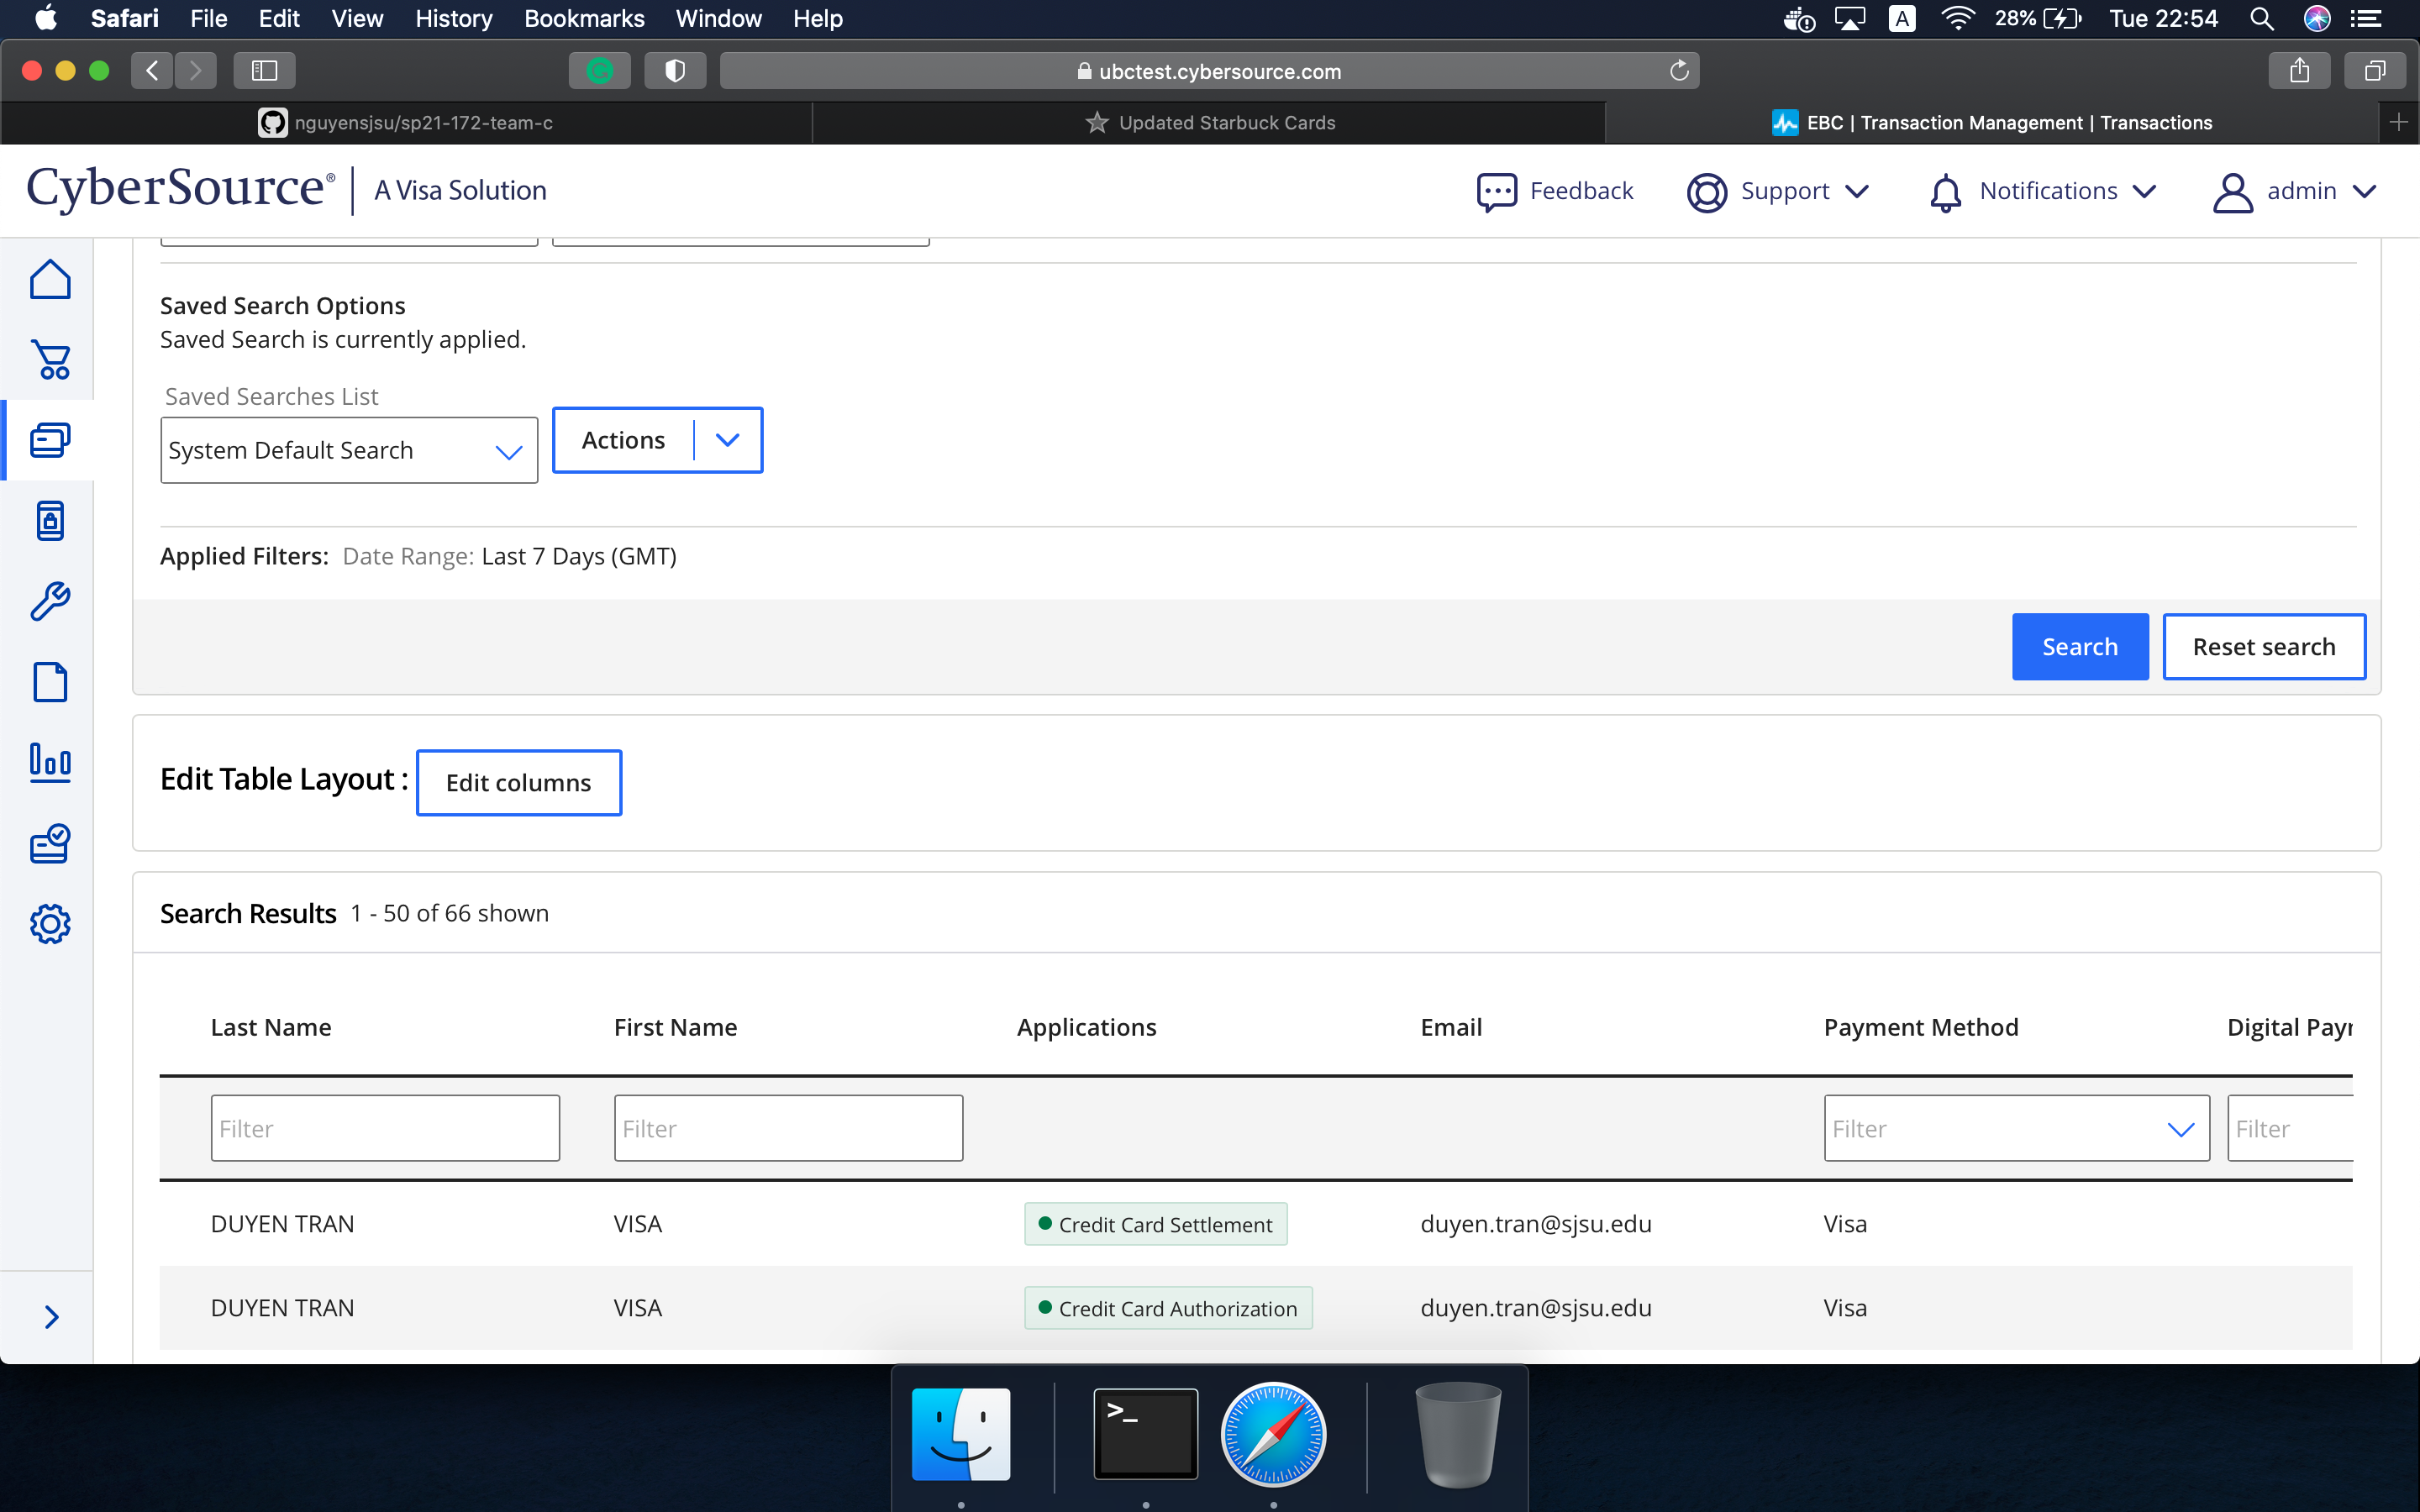 Safari File Edit View History Bookmarks Window Help A 28% Tue 22:54
ubctest.cybersource.com
nguyensjsu/sp21-172-team-c Updated Starbuck Cards EBC | Transaction Management | Transactions
CyberSource® A Visa Solution Feedback Support Notifications admin
Saved Search Options
Saved Search is currently applied.
Saved Searches List
System Default Search Actions
Applied Filters: Date Range: Last 7 Days (GMT)
Search Reset search
Edit Table Layout : Edit columns
Search Results 1 - 50 of 66 shown
Last Name First Name Applications Email Payment Method Digital Payr
Filter Filter Filter Filter
DUYEN TRAN VISA Credit Card Settlement duyen.tran@sjsu.edu Visa
DUYEN TRAN VISA Credit Card Authorization duyen.tran@sjsu.edu Visa
>_